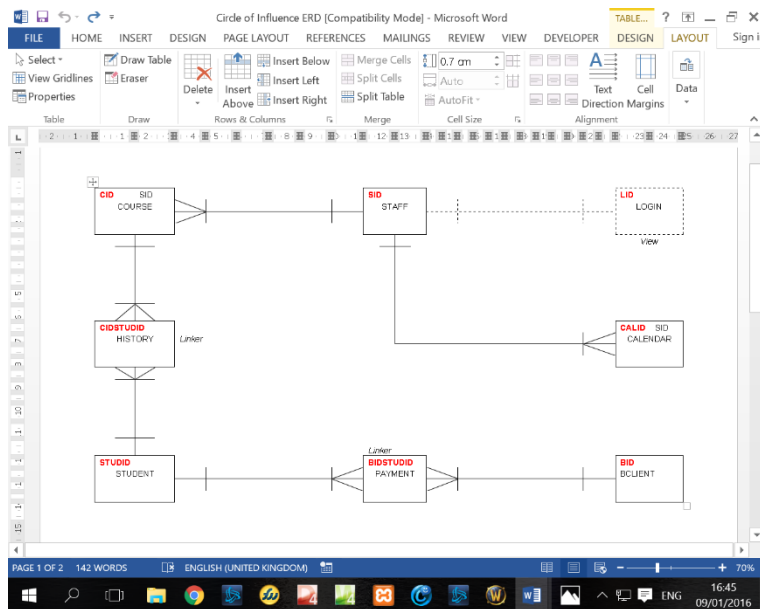 Circle of Influence ERD [Compatibility Mode] - Microsoft Word
TABLE... ?
FILE HOME INSERT DESIGN PAGE LAYOUT REFERENCES MAILINGS REVIEW VIEW DEVELOPER DESIGN LAYOUT Sign i
Select
View Gridlines
Properties
Table
Draw Table
Eraser
Draw
Delete
Insert Above
Insert Below
Insert Left
Insert Right
Rows & Columns
Merge Cells
Split Cells
Split Table
Merge
0.7 cm
Auto
AutoFit
Cell Size
Text Direction
Cell Margins
Alignment
Data
CID SID
COURSE
SID
STAFF
LID
LOGIN
View
CIDSTUDID
HISTORY
Linker
CALID SID
CALENDAR
STUDID
STUDENT
Linker
BIDSTUDID
PAYMENT
BID
BCLIENT
PAGE 1 OF 2 142 WORDS ENGLISH (UNITED KINGDOM) 70%
ENG
16:45
09/01/2016